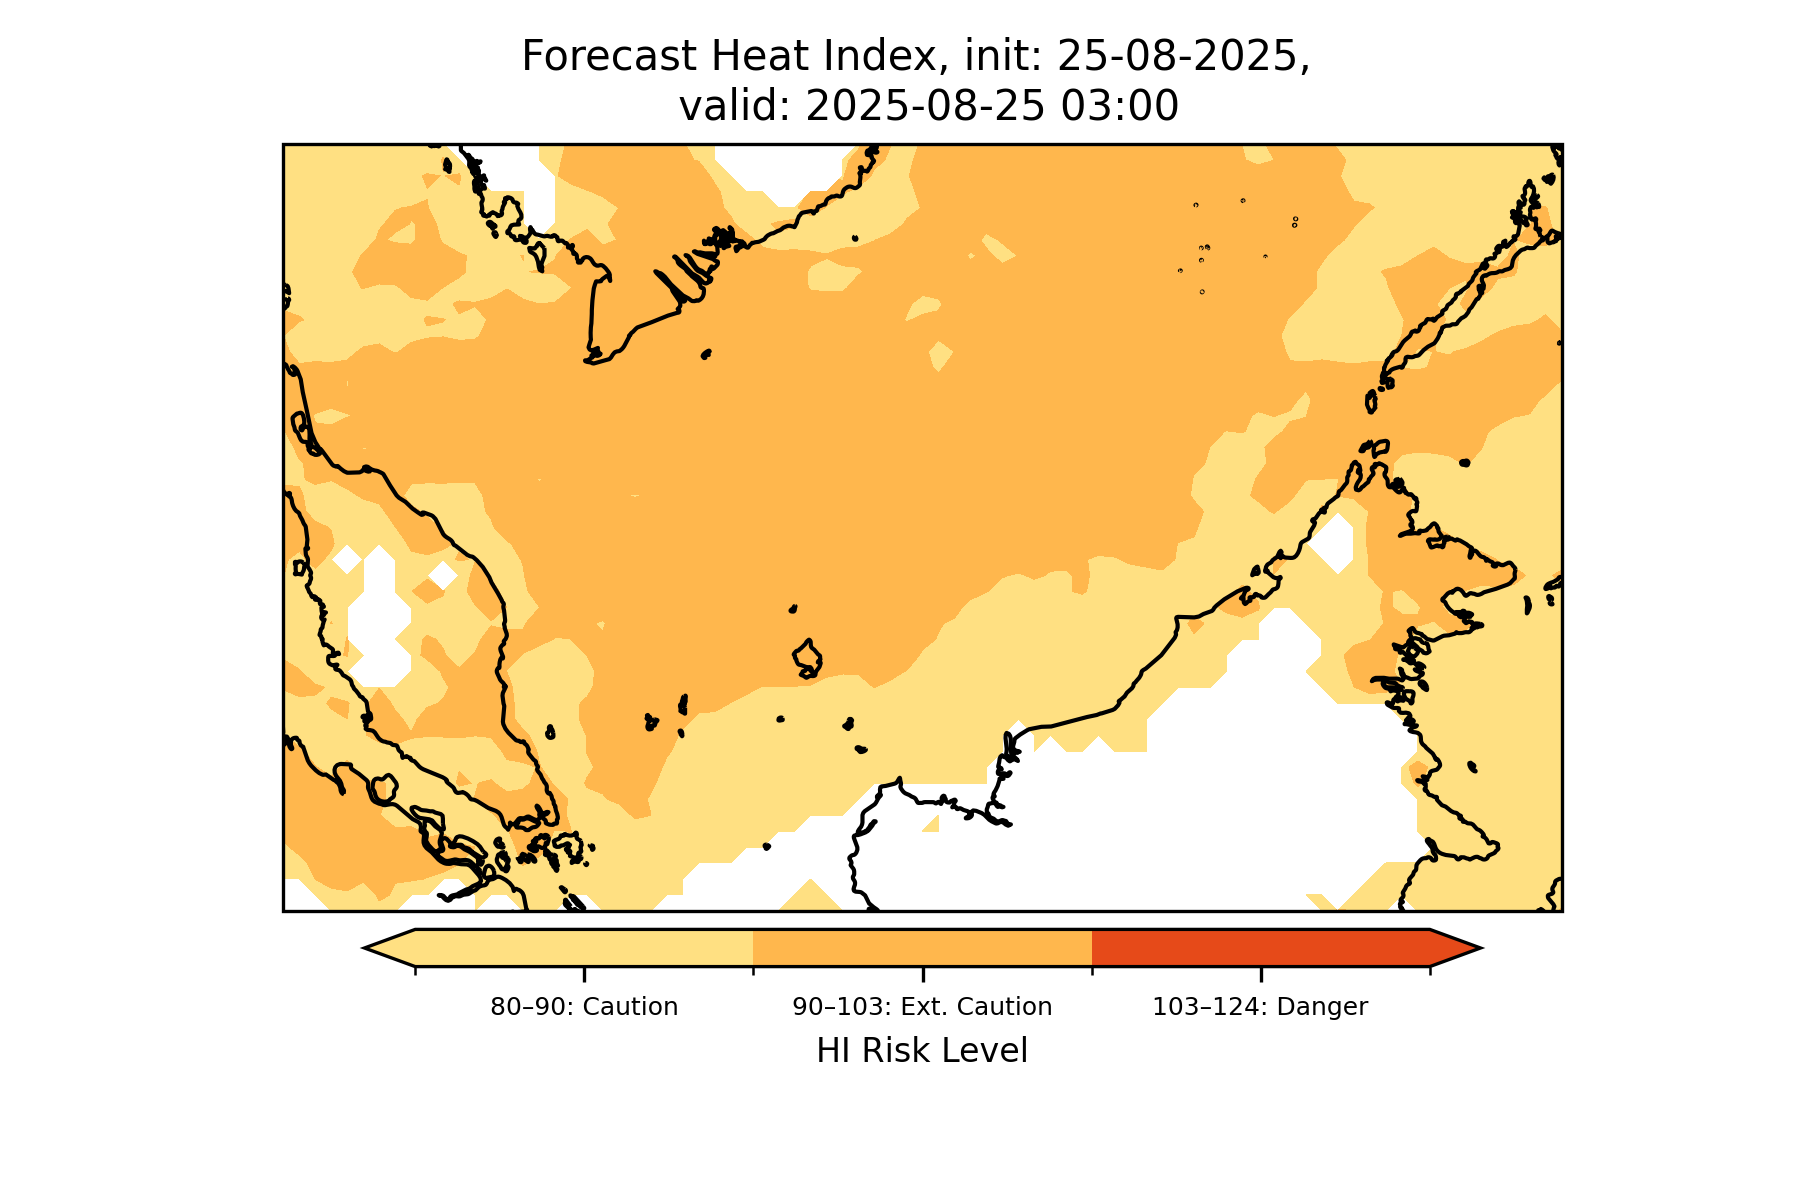 Forecast Heat Index, init: 25-08-2025,
valid: 2025-08-25 03:00
80–90: Caution
90–103: Ext. Caution
103–124: Danger
HI Risk Level